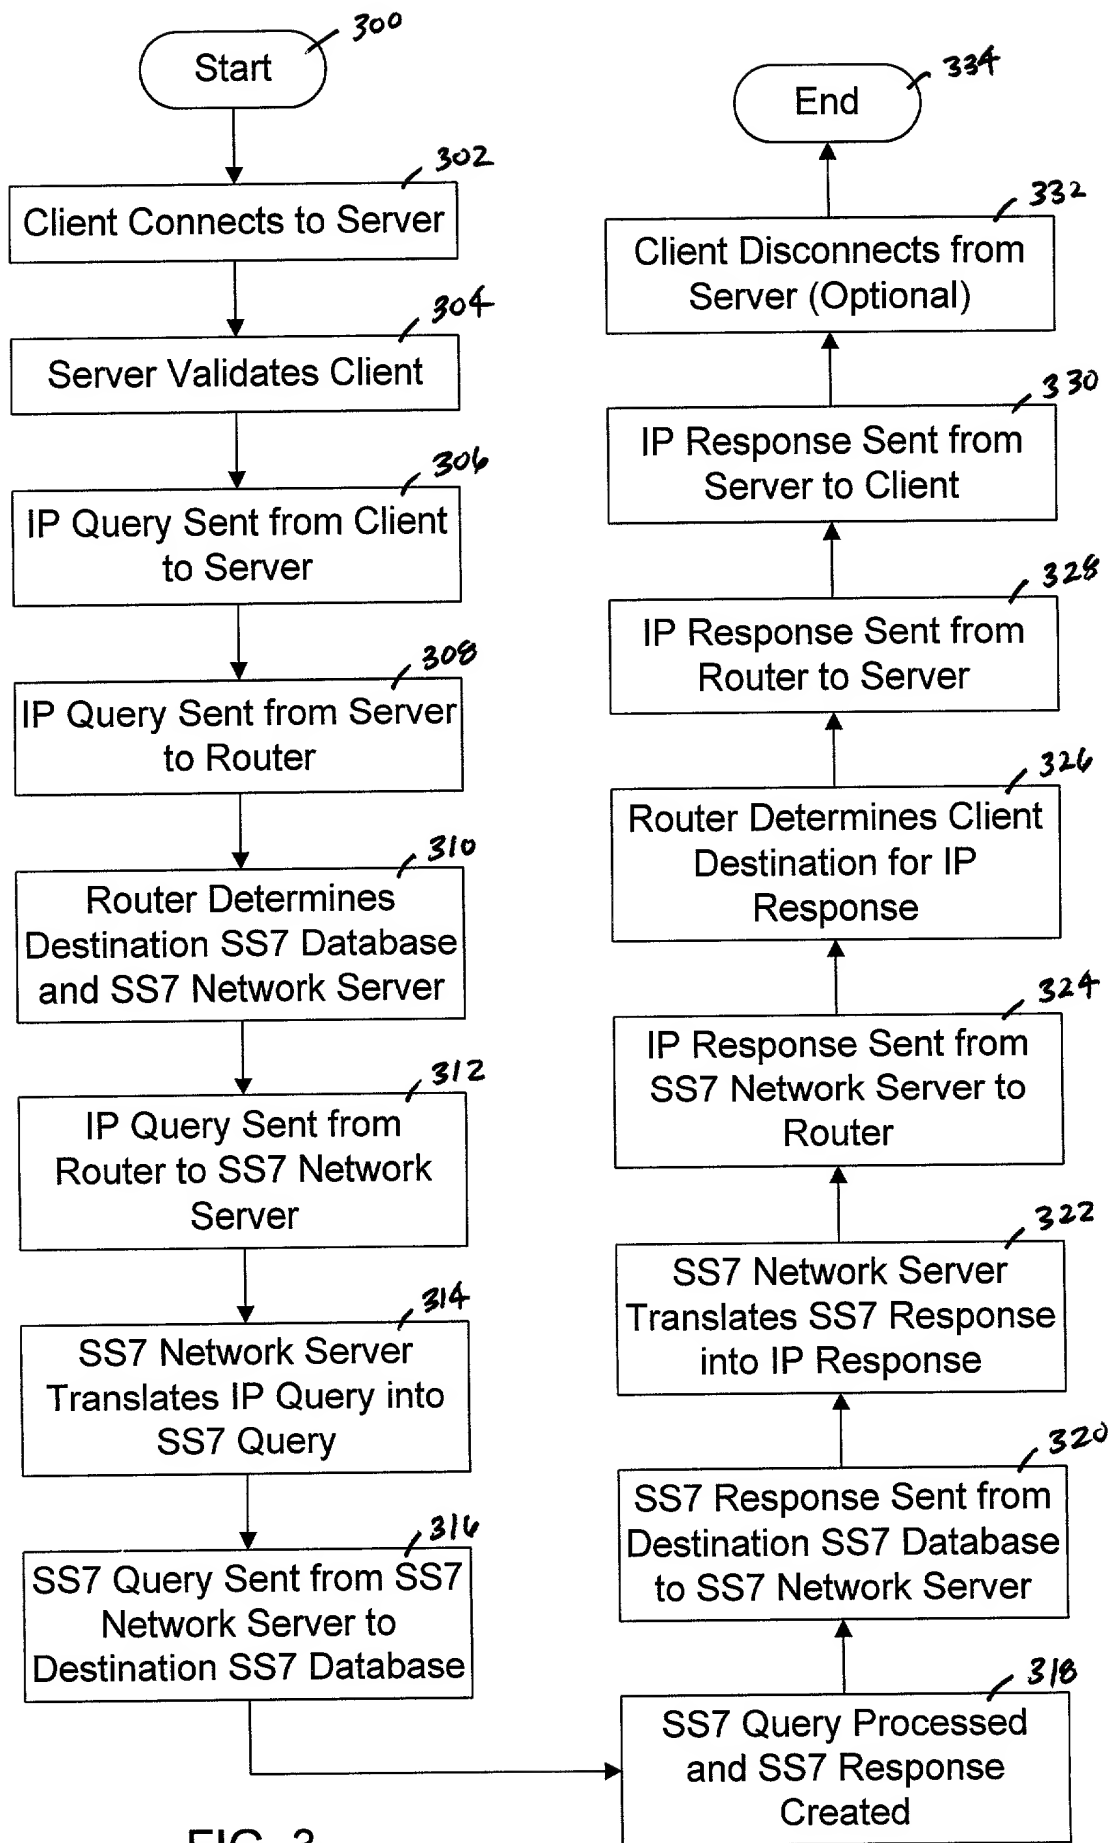 300
Start
302
Client Connects to Server
304
Server Validates Client
306
IP Query Sent from Client
to Server
308
IP Query Sent from Server
to Router
310
Router Determines
Destination SS7 Database
and SS7 Network Server
312
IP Query Sent from
Router to SS7 Network
Server
314
SS7 Network Server
Translates IP Query into
SS7 Query
316
SS7 Query Sent from SS7
Network Server to
Destination SS7 Database
318
SS7 Query Processed
and SS7 Response
Created
320
SS7 Response Sent from
Destination SS7 Database
to SS7 Network Server
322
SS7 Network Server
Translates SS7 Response
into IP Response
324
IP Response Sent from
SS7 Network Server to
Router
326
Router Determines Client
Destination for IP
Response
328
IP Response Sent from
Router to Server
330
IP Response Sent from
Server to Client
332
Client Disconnects from
Server (Optional)
334
End
FIG. 3